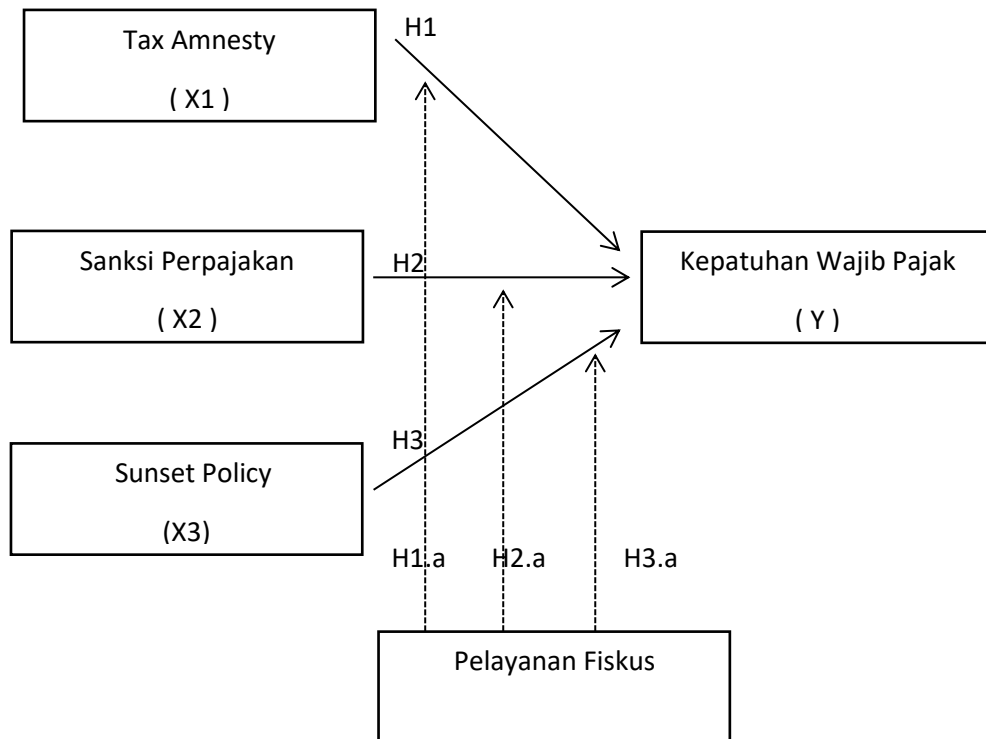 Tax Amnesty
( X1 )
H1
Sanksi Perpajakan
( X2 )
H2
Kepatuhan Wajib Pajak
( Y )
H3
Sunset Policy
(X3)
H1.a
H2.a
H3.a
Pelayanan Fiskus